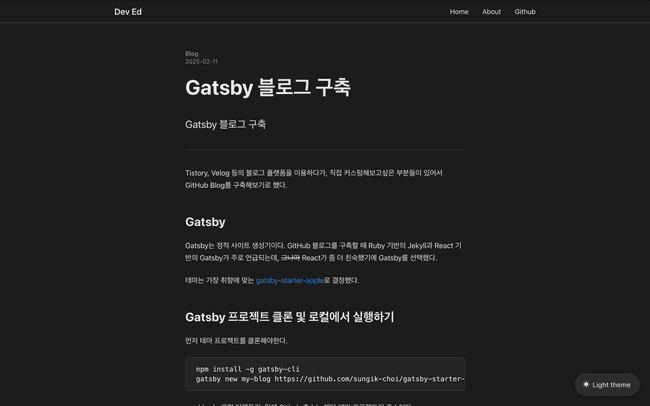 Dev Ed
Home About Github
Blog
2025-02-11
Gatsby 블로그 구축
Gatsby 블로그 구축
Tistory, Velog 등의 블로그 플랫폼을 이용하다가, 직접 커스텀해보고싶은 부분들이 있어서
GitHub Blog를 구축해보기로 했다.
Gatsby
Gatsby는 정적 사이트 생성기이다. GitHub 블로그를 구축할 때 Ruby 기반의 Jekyll과 React 기
반의 Gatsby가 주로 언급되는데, 그나마 React가 좀 더 친숙했기에 Gatsby를 선택했다.
테마는 가장 취향에 맞는 gatsby-starter-apple로 결정했다.
Gatsby 프로젝트 클론 및 로컬에서 실행하기
먼저 테마 프로젝트를 클론해야한다.
npm install -g gatsby-cli
gatsby new my-blog https://github.com/sungik-choi/gatsby-starter-
Light theme